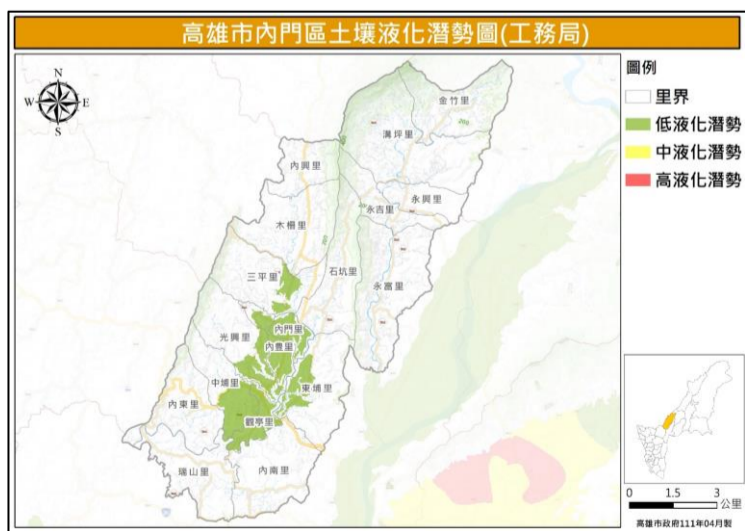 高雄市內門區土壤液化潛勢圖(工務局)
N
W
E
S
圖例
里界
低液化潛勢
中液化潛勢
高液化潛勢
金竹里
溝坪里
內興里
永興里
永吉里
木柵里
石坑里
三平里
永富里
內門里
光興里
內豊里
中埔里
東埔里
內東里
觀亭里
瑞山里
內南里
0 1.5 3
公里
高雄市政府111年04月製